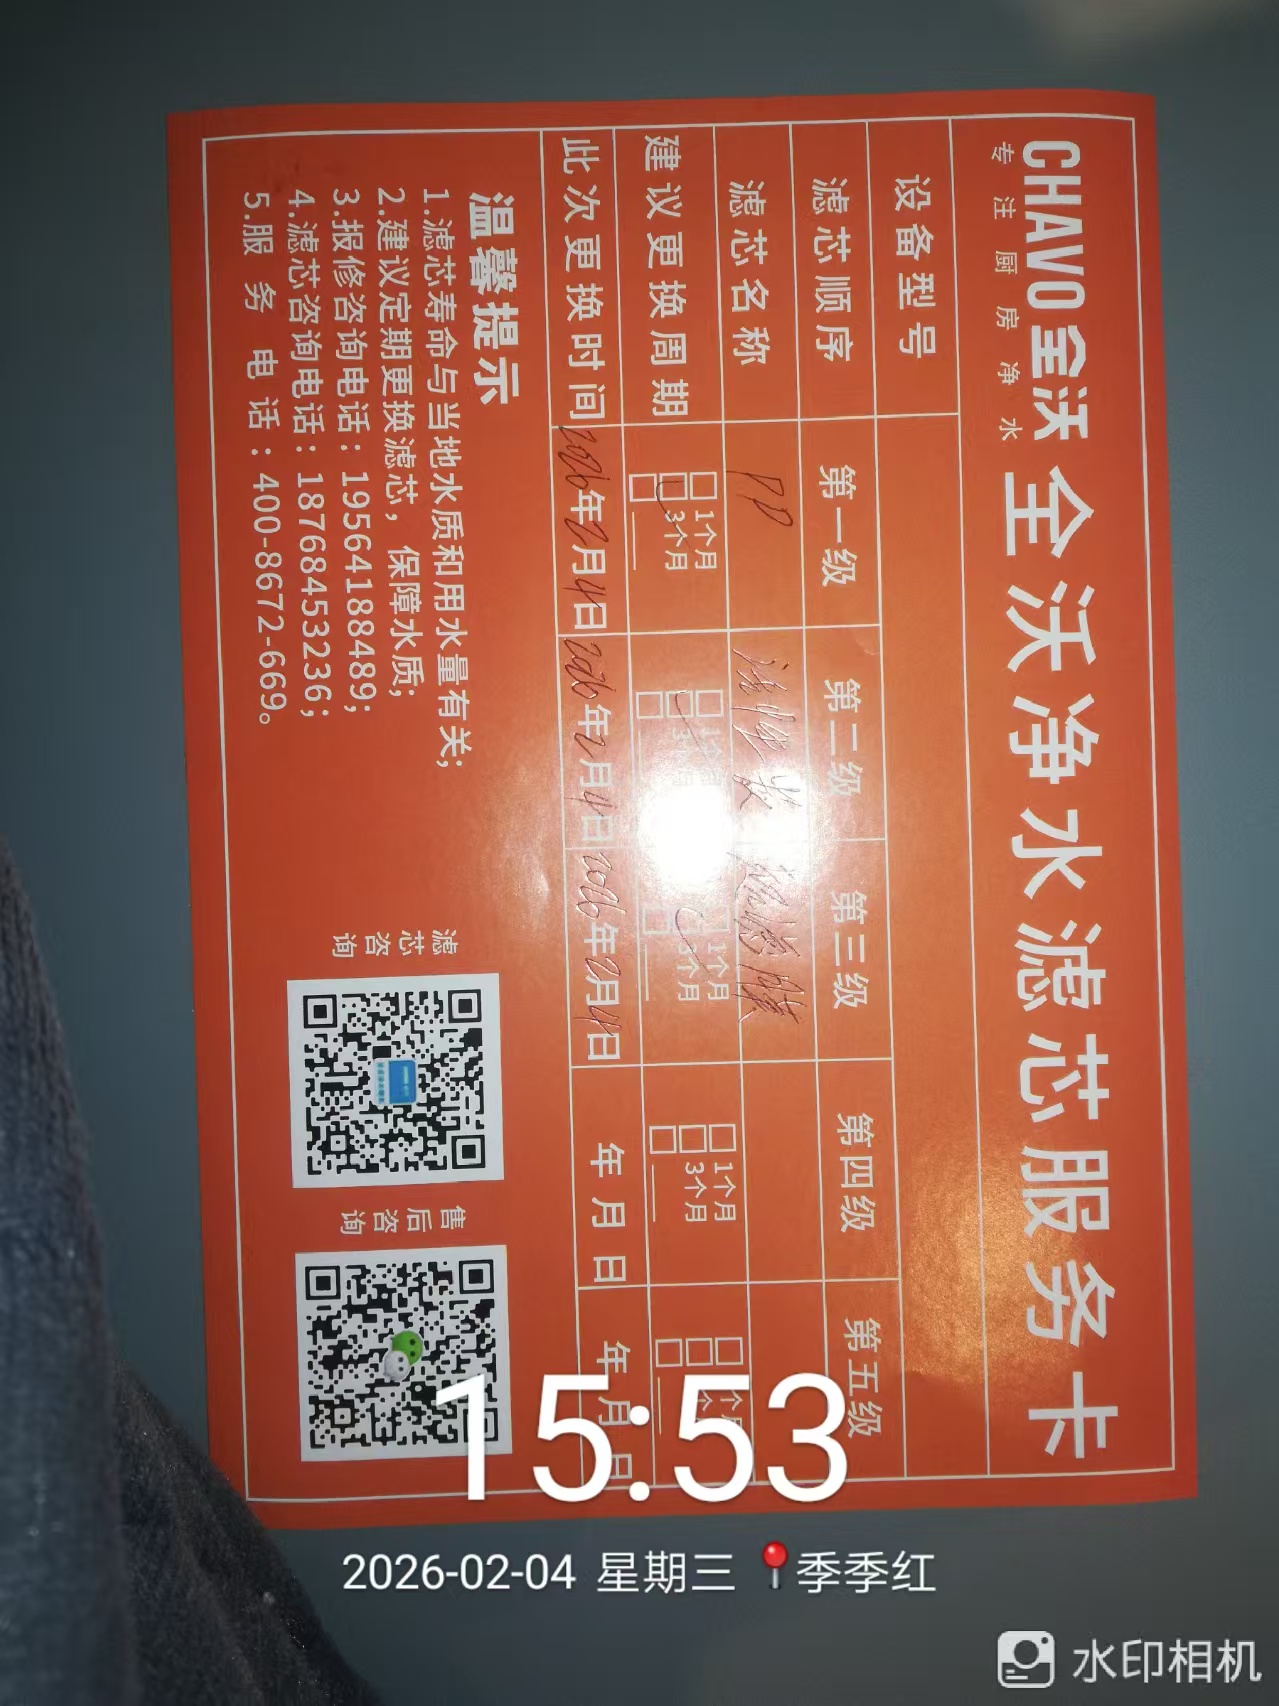 CHAVO全沃
专注厨房净水
全沃净水滤芯服务卡
设备型号
滤芯顺序 第一级 第二级 第三级 第四级 第五级
滤芯名称 PP
建议更换周期 1个月 3个月 1个 3 1个月 3个月 1个月 3个月
此次更换时间 2026年2月4日 2026年2月4日 2026年2月4日 年 月 日 年 月 日
温馨提示
1.滤芯寿命与当地水质和用水量有关;
2.建议定期更换滤芯，保障水质;
3.报修咨询电话：19564188489;
4.滤芯咨询电话：18768453236;
5.服务电话:400-8672-669。
滤芯咨询
售后咨询
15:53
2026-02-04 星期三 季季红
水印相机